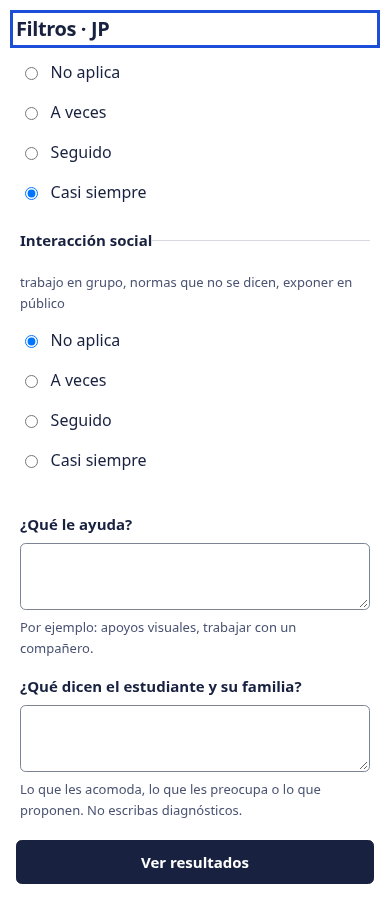 Filtros · JP
No aplica
A veces
Seguido
Casi siempre
Interacción social
trabajo en grupo, normas que no se dicen, exponer en
público
No aplica
A veces
Seguido
Casi siempre
¿Qué le ayuda?
Por ejemplo: apoyos visuales, trabajar con un
compañero.
¿Qué dicen el estudiante y su familia?
Lo que les acomoda, lo que les preocupa o lo que
proponen. No escribas diagnósticos.
Ver resultados